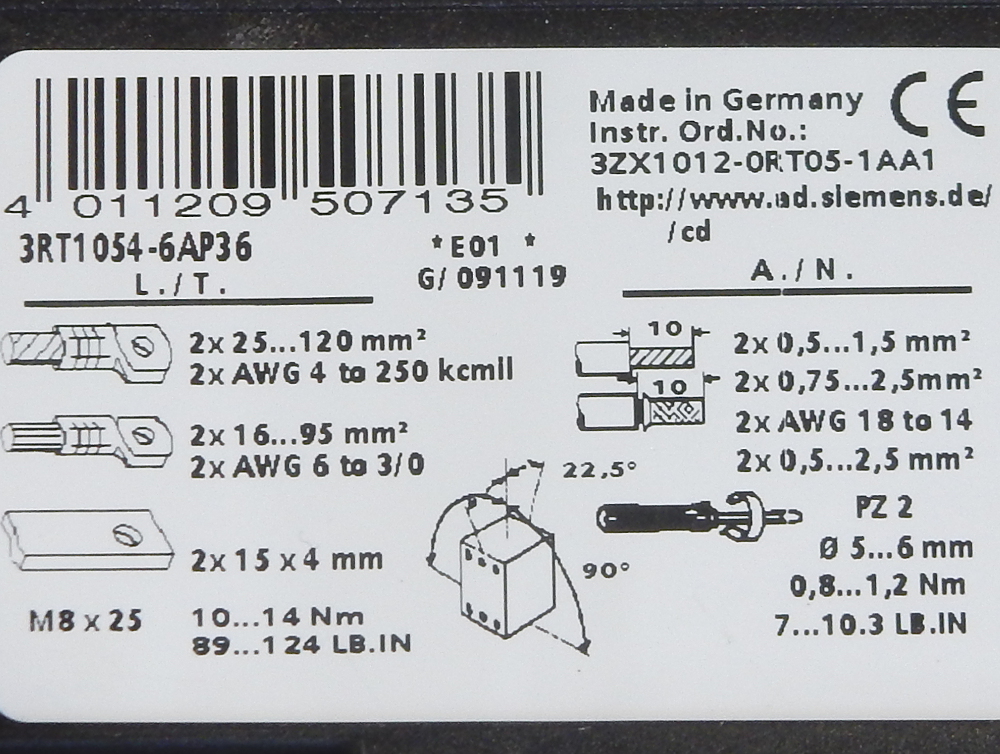 4 011209 507135
3RT1054-6AP36
*E01 *
G/ 091119
Made in Germany
CE
Instr. Ord.No.:
3ZX1012-0RT05-1AA1
http://www.ad.siemens.de/
/cd
L./T.
2x 25...120 mm²
2x AWG 4 to 250 kcmil
2x 16...95 mm²
2x AWG 6 to 3/0
2x 15 x 4 mm
M8 x 25
10...14 Nm
89...124 LB.IN
22,5°
90°
A./N.
10
2x 0,5...1,5 mm²
10
2x 0,75...2,5mm²
2x AWG 18 to 14
2x 0,5...2,5 mm²
PZ 2
Ø 5...6 mm
0,8...1,2 Nm
7...10.3 LB.IN